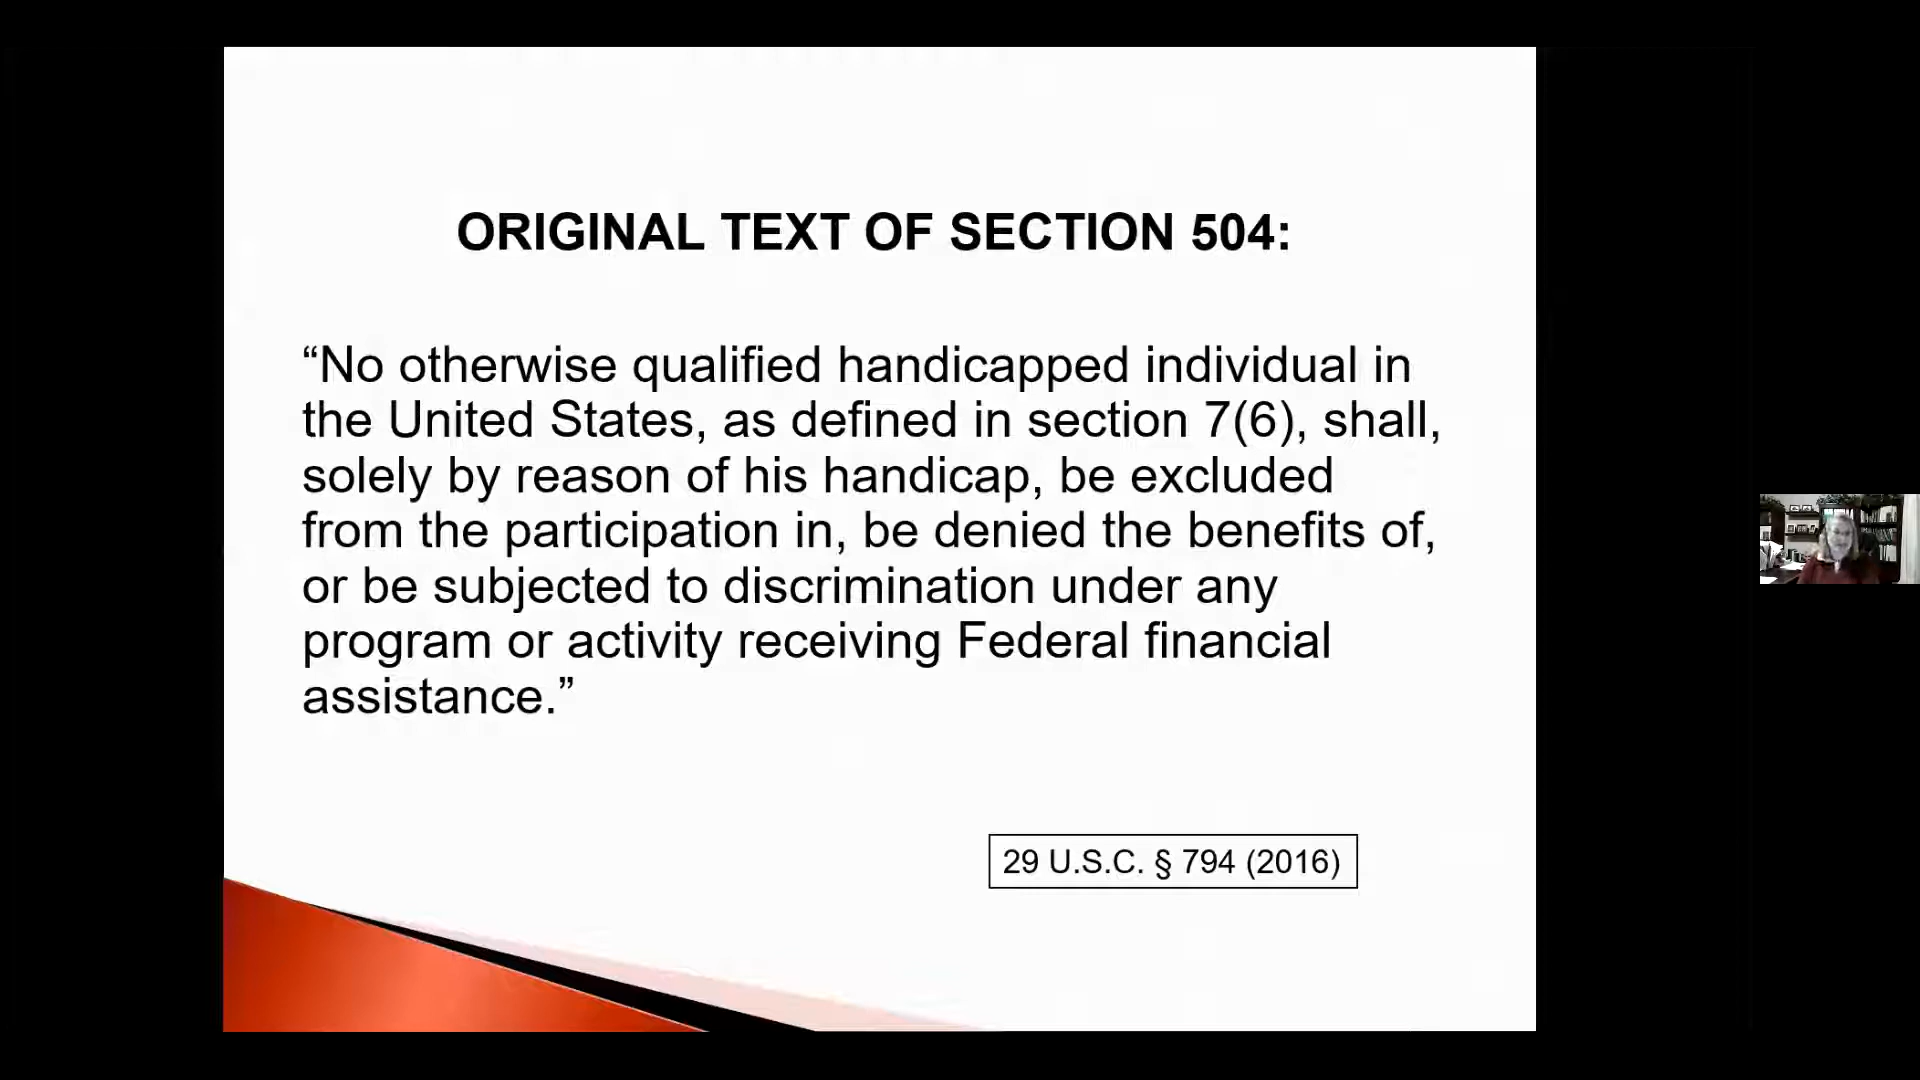 ORIGINAL TEXT OF SECTION 504:
“No otherwise qualified handicapped individual in
the United States, as defined in section 7(6), shall,
solely by reason of his handicap, be excluded
from the participation in, be denied the benefits of,
or be subjected to discrimination under any
program or activity receiving Federal financial
assistance.”
29 U.S.C. § 794 (2016)